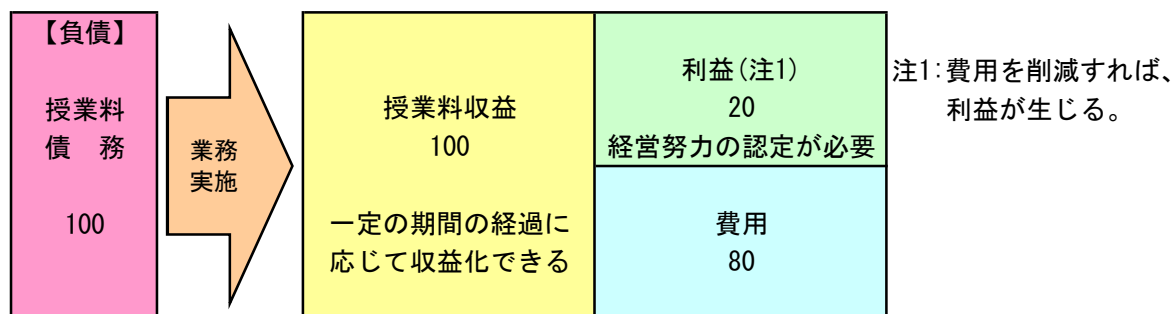 【負債】
授業料
債　務
100
業務
実施
授業料収益
100
一定の期間の経過に
応じて収益化できる
利益(注1)
20
経営努力の認定が必要
費用
80
注1:費用を削減すれば、
利益が生じる。